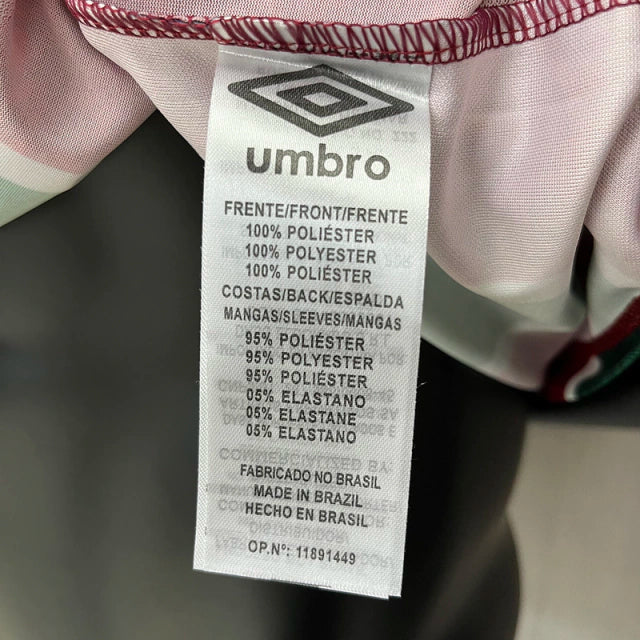 umbro
FRENTE/FRONT/FRENTE
100% POLIÉSTER
100% POLYESTER
100% POLIÉSTER
COSTAS/BACK/ESPALDA
MANGAS/SLEEVES/MANGAS
95% POLIÉSTER
95% POLYESTER
95% POLIÉSTER
05% ELASTANO
05% ELASTANE
05% ELASTANO
FABRICADO NO BRASIL
MADE IN BRAZIL
HECHO EN BRASIL
OP.Nº: 11891449